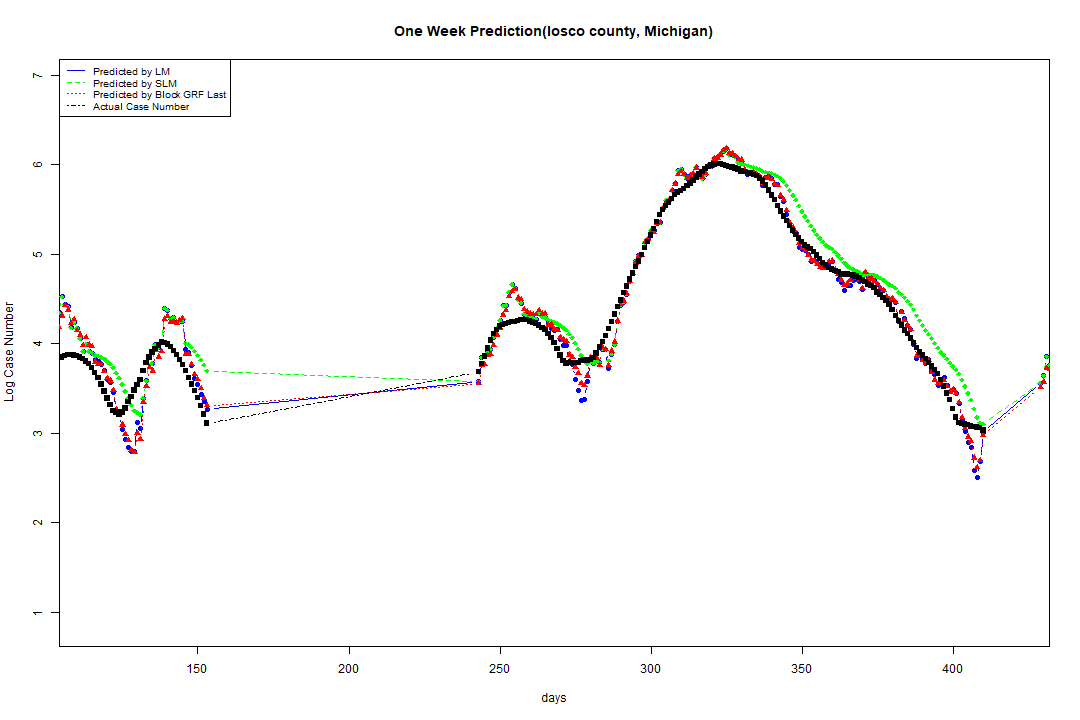 One Week Prediction(Iosco county, Michigan)
Predicted by LM
Predicted by SLM
Predicted by Block GRF Last
Actual Case Number
7
6
5
4
3
2
1
Log Case Number
150 200 250 300 350 400
days